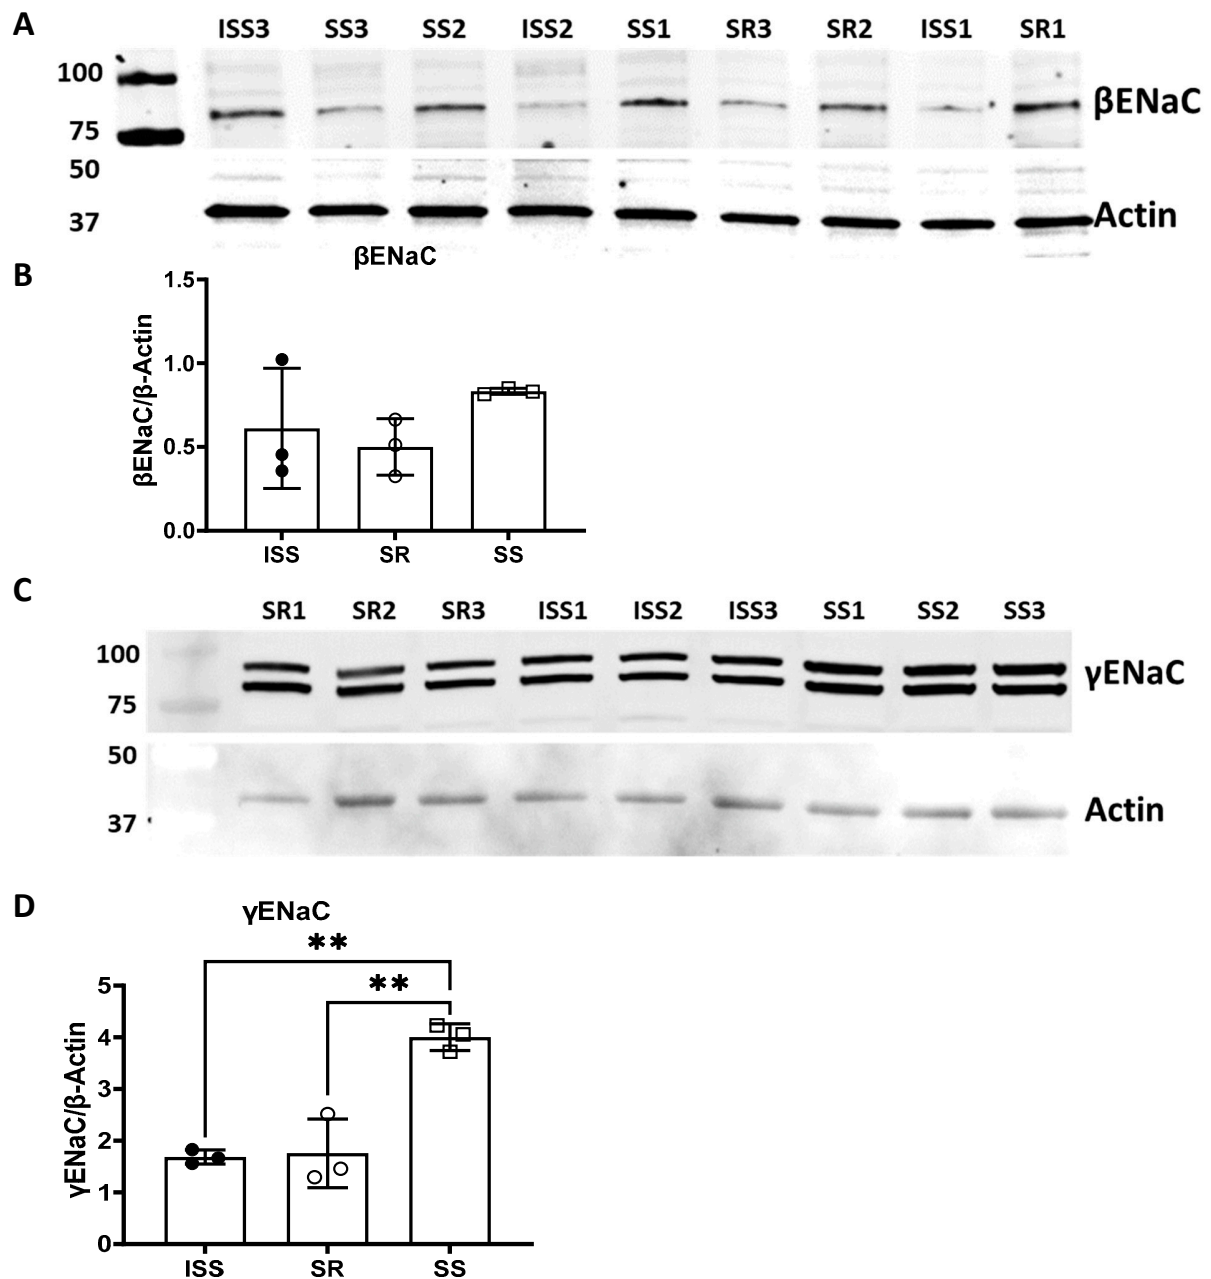 A
ISS3 SS3 SS2 ISS2 SS1 SR3 SR2 ISS1 SR1
100
75
βENaC
50
37
Actin
B
βENaC
βENaC/β-Actin
1.5
1.0
0.5
0.0
ISS SR SS
C
SR1 SR2 SR3 ISS1 ISS2 ISS3 SS1 SS2 SS3
100
75
γENaC
50
37
Actin
D
γENaC
**
**
γENaC/β-Actin
5
4
3
2
1
0
ISS SR SS